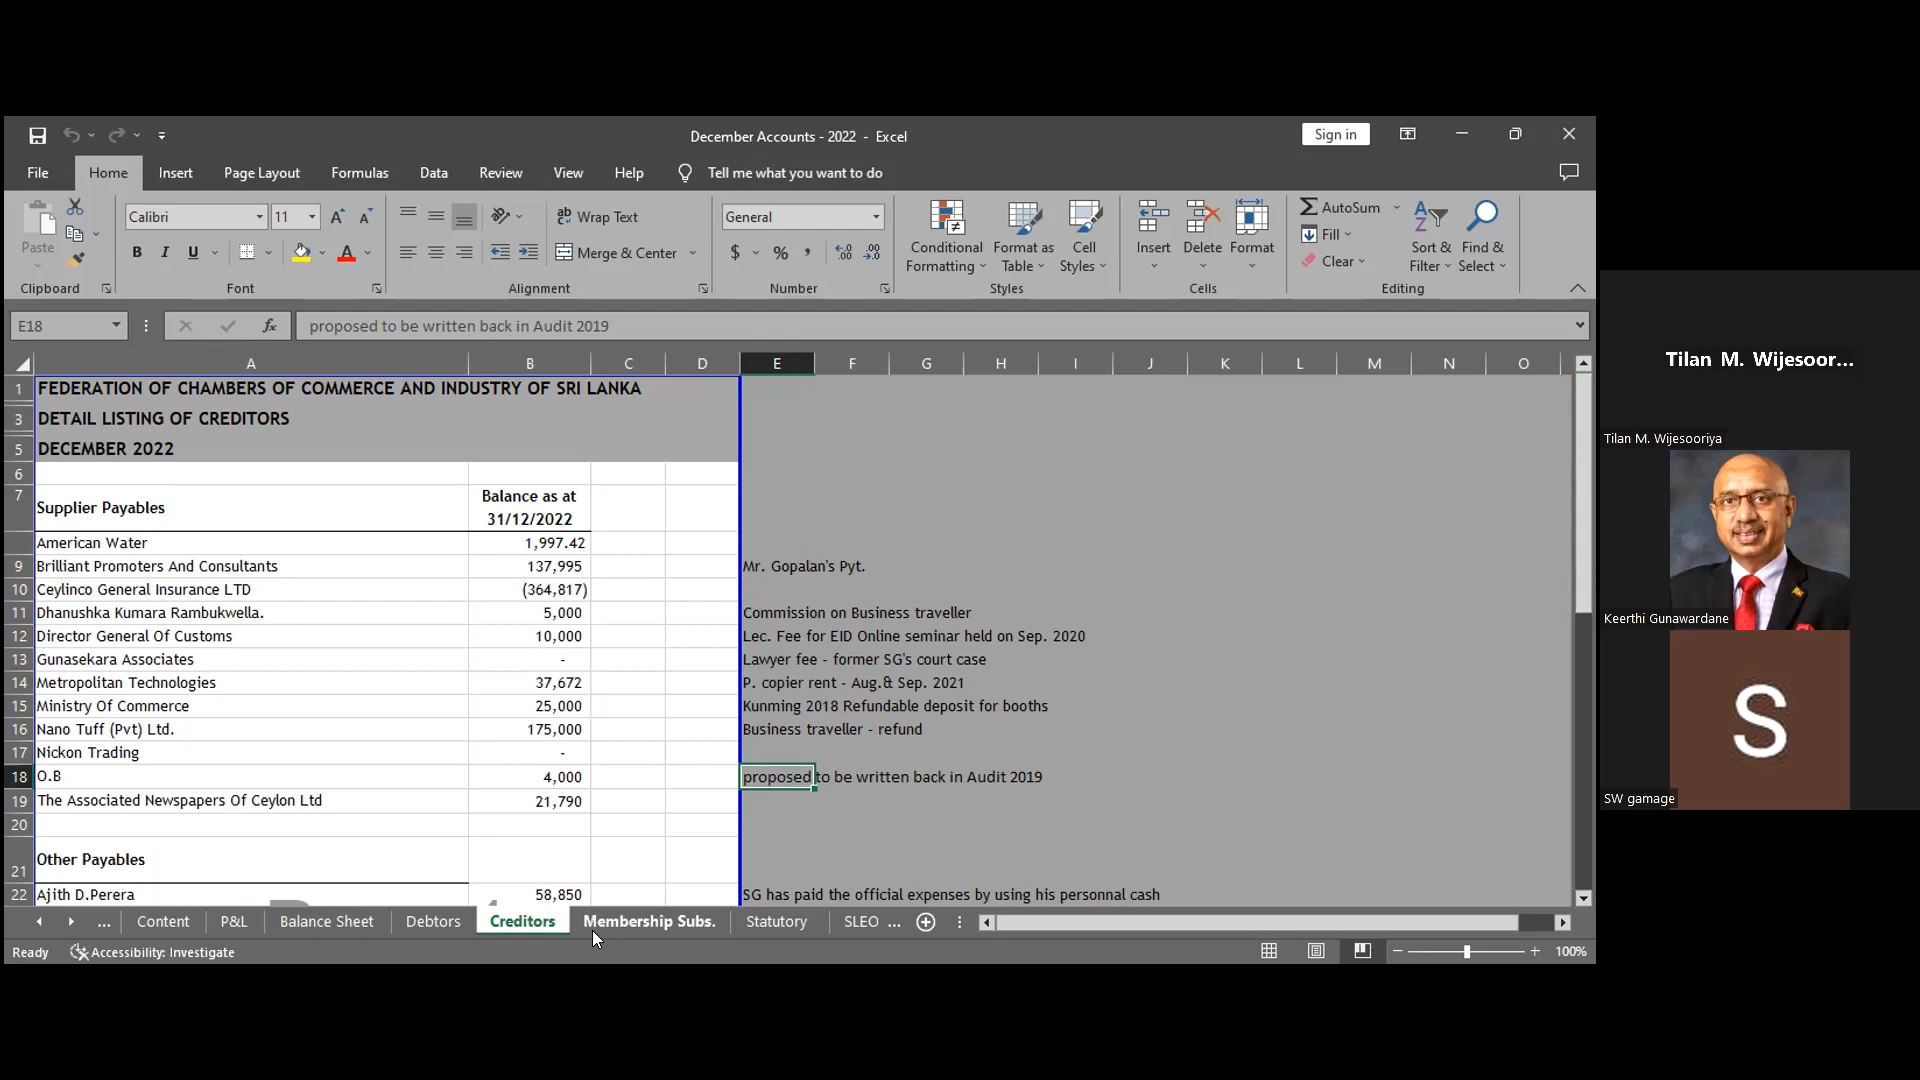 December Accounts - 2022 - Excel
Sign in
File Home Insert Page Layout Formulas Data Review View Help Tell me what you want to do
Paste
Calibri 11
Wrap Text
General
B I U
Merge & Center
$ % ,
Conditional Formatting
Format as Table
Cell Styles
Insert
Delete
Format
AutoSum
Fill
Clear
Sort & Filter
Find & Select
Clipboard Font Alignment Number Styles Cells Editing
E18 fx proposed to be written back in Audit 2019
A B C D E F G H I J K L M N O
1 FEDERATION OF CHAMBERS OF COMMERCE AND INDUSTRY OF SRI LANKA
3 DETAIL LISTING OF CREDITORS
5 DECEMBER 2022
6
7 Supplier Payables Balance as at 31/12/2022
American Water 1,997.42
9 Brilliant Promoters And Consultants 137,995 Mr. Gopalan's Pyt.
10 Ceylinco General Insurance LTD (364,817)
11 Dhanushka Kumara Rambukwella. 5,000 Commission on Business traveller
12 Director General Of Customs 10,000 Lec. Fee for EID Online seminar held on Sep. 2020
13 Gunasekara Associates - Lawyer fee - former SG's court case
14 Metropolitan Technologies 37,672 P. copier rent - Aug.& Sep. 2021
15 Ministry Of Commerce 25,000 Kunming 2018 Refundable deposit for booths
16 Nano Tuff (Pvt) Ltd. 175,000 Business traveller - refund
17 Nickon Trading -
18 O.B 4,000 proposed to be written back in Audit 2019
19 The Associated Newspapers Of Ceylon Ltd 21,790
20
21 Other Payables
22 Ajith D.Perera 58,850 SG has paid the official expenses by using his personnal cash
... Content P&L Balance Sheet Debtors Creditors Membership Subs. Statutory SLEO ...
Ready Accessibility: Investigate 100%
Tilan M. Wijesoor...
Tilan M. Wijesooriya
Keerthi Gunawardane
S
SW gamage